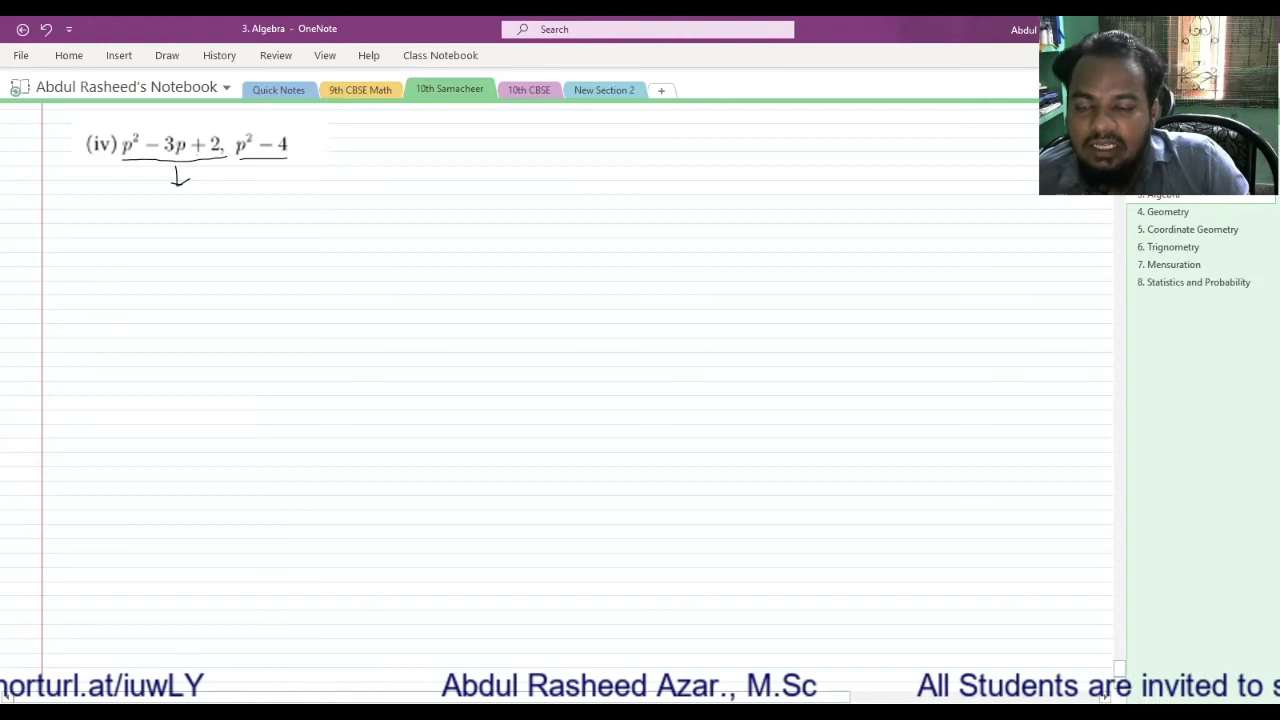 3. Algebra - OneNote
Search
Abdul
File Home Insert Draw History Review View Help Class Notebook
Abdul Rasheed's Notebook
Quick Notes 9th CBSE Math 10th Samacheer 10th CBSE New Section 2 +
(iv) p² − 3p + 2, p² − 4
3. Algebra
4. Geometry
5. Coordinate Geometry
6. Trignometry
7. Mensuration
8. Statistics and Probability
horturl.at/iuwLY Abdul Rasheed Azar., M.Sc All Students are invited to s